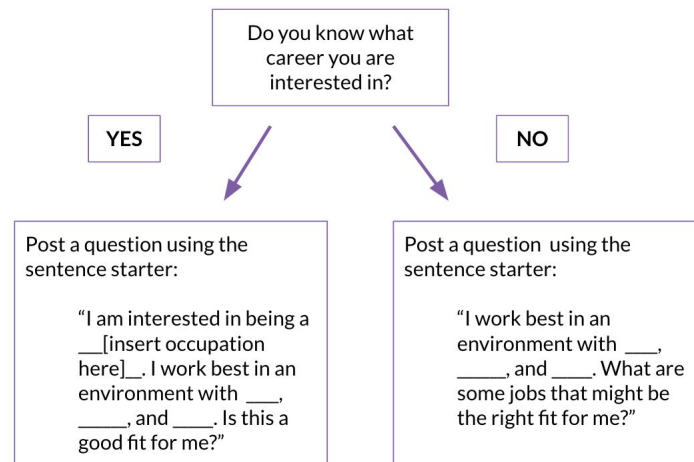 Do you know what
career you are
interested in?
YES
NO
Post a question using the
sentence starter:
“I am interested in being a
__[insert occupation
here]__. I work best in an
environment with ___,
_____, and ____. Is this a
good fit for me?”
Post a question using the
sentence starter:
“I work best in an
environment with ___,
_____, and ____. What are
some jobs that might be
the right fit for me?”